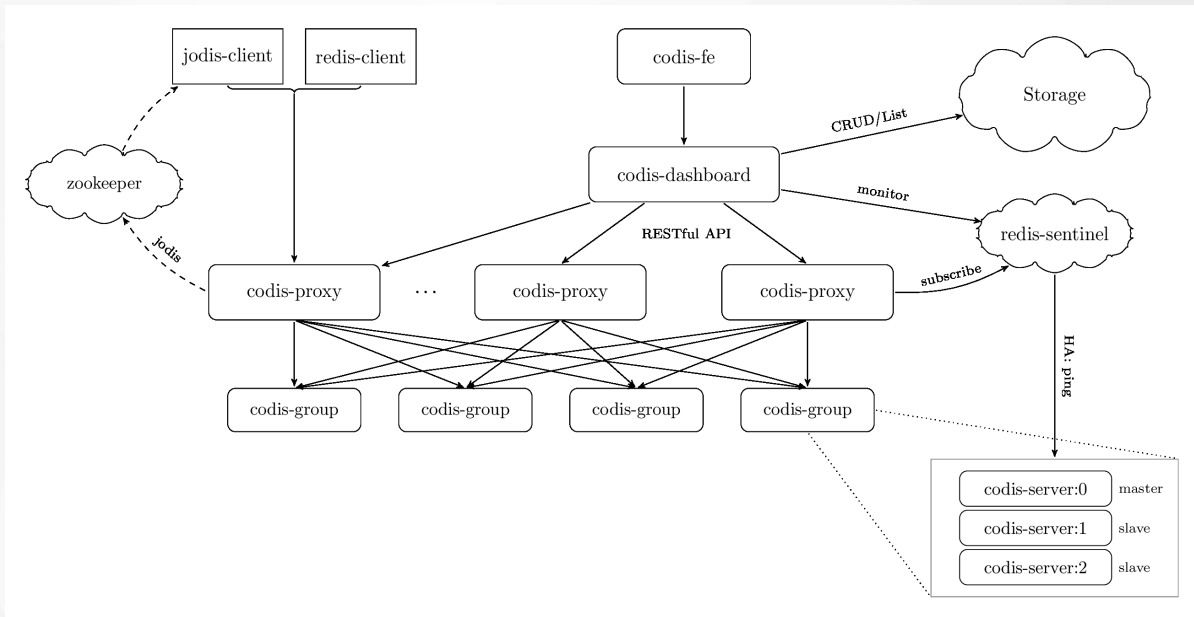 jodis-client
redis-client
codis-fe
Storage
CRUD/List
zookeeper
codis-dashboard
monitor
jodis
RESTful API
redis-sentinel
subscribe
codis-proxy
...
codis-proxy
codis-proxy
HA: ping
codis-group
codis-group
codis-group
codis-group
codis-server:0 master
codis-server:1 slave
codis-server:2 slave